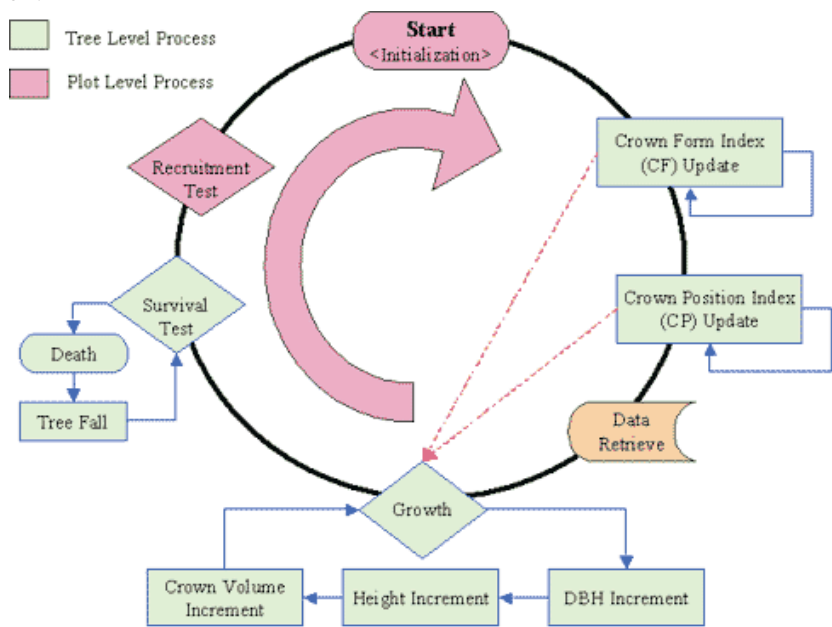 Tree Level Process
Plot Level Process
Start
<Initialization>
Crown Form Index
(CF) Update
Crown Position Index
(CP) Update
Data
Retrieve
Growth
DBH Increment
Height Increment
Crown Volume
Increment
Survival
Test
Death
Tree Fall
Recruitment
Test